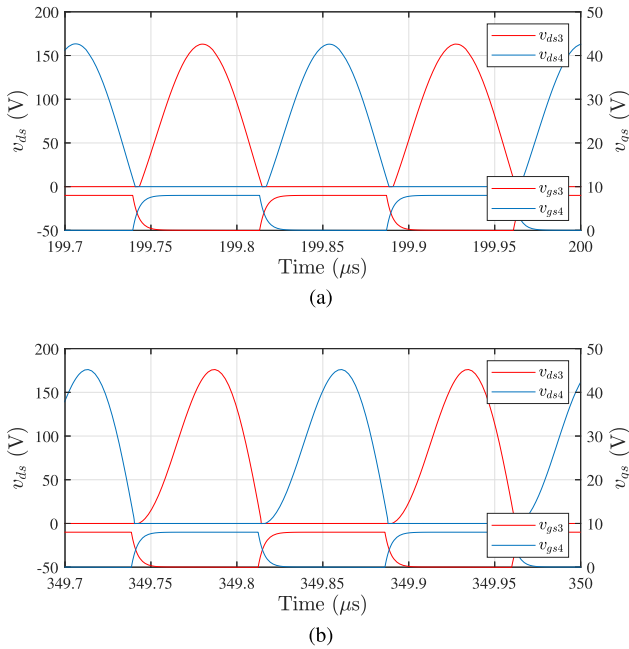 200 50
v_ds3
v_ds4
150 40
100 30
v_ds (V) v_gs (V)
50 20
0 10
v_gs3
v_gs4
-50 0
199.7 199.75 199.8 199.85 199.9 199.95 200
Time (μs)
(a)
200 50
v_ds3
v_ds4
150 40
100 30
v_ds (V) v_gs (V)
50 20
0 10
v_gs3
v_gs4
-50 0
349.7 349.75 349.8 349.85 349.9 349.95 350
Time (μs)
(b)